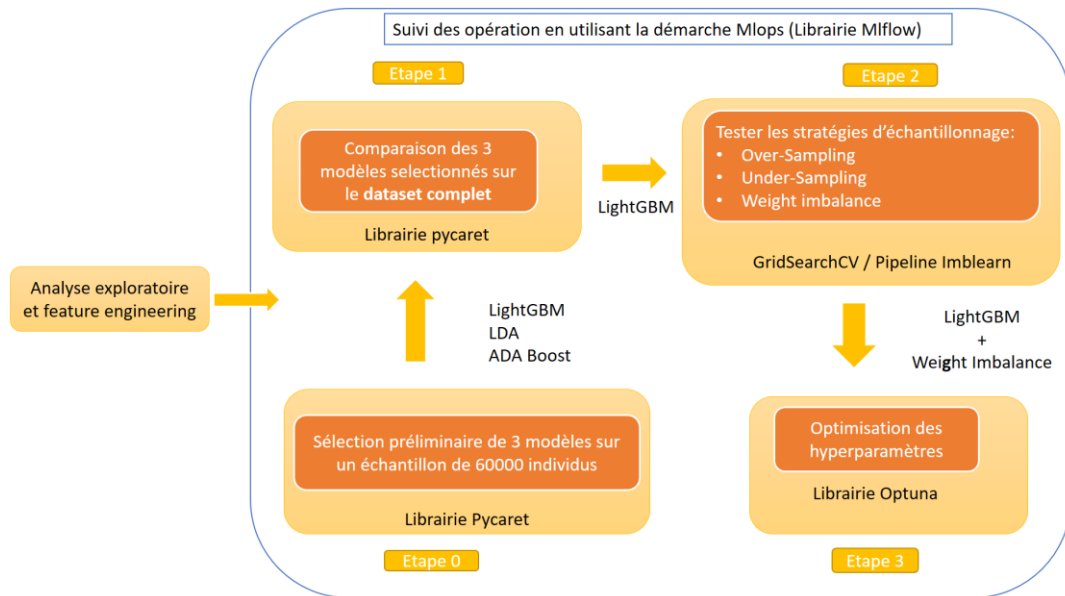 Suivi des opération en utilisant la démarche Mlops (Librairie Mlflow)
Etape 1
Comparaison des 3
modèles selectionnés sur
le dataset complet
Librairie pycaret
LightGBM
Etape 2
Tester les stratégies d'échantillonnage:
• Over-Sampling
• Under-Sampling
• Weight imbalance
GridSearchCV / Pipeline Imblearn
Analyse exploratoire
et feature engineering
LightGBM
LDA
ADA Boost
LightGBM
+
Weight Imbalance
Sélection préliminaire de 3 modèles sur
un échantillon de 60000 individus
Librairie Pycaret
Etape 0
Optimisation des
hyperparamètres
Librairie Optuna
Etape 3